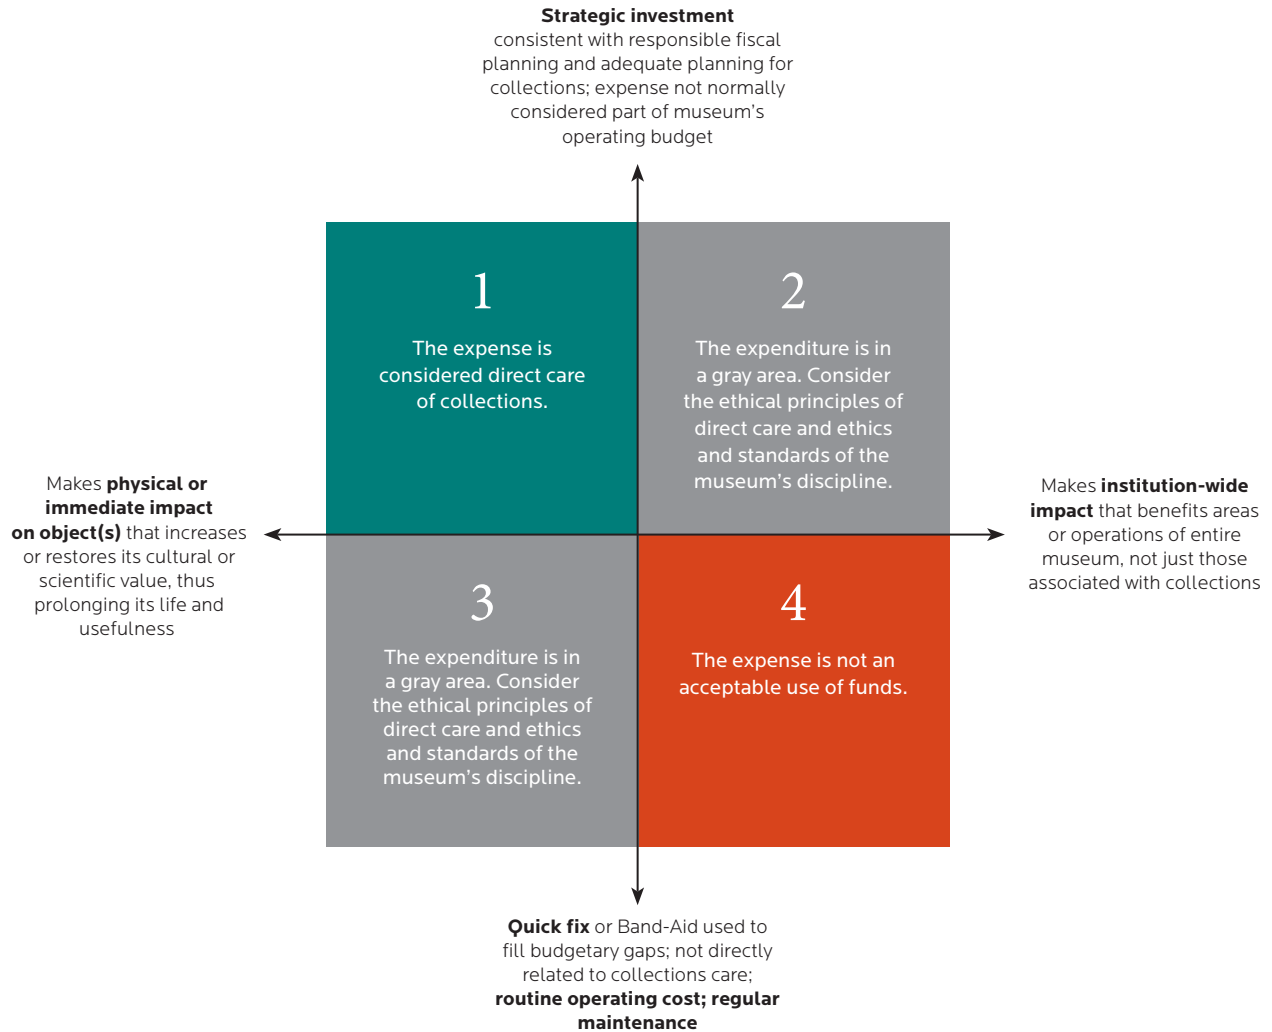 Strategic investment
consistent with responsible fiscal
planning and adequate planning for
collections; expense not normally
considered part of museum's
operating budget
1
The expense is
considered direct care
of collections.
2
The expenditure is in
a gray area. Consider
the ethical principles of
direct care and ethics
and standards of the
museum's discipline.
Makes physical or
immediate impact
on object(s) that increases
or restores its cultural or
scientific value, thus
prolonging its life and
usefulness
Makes institution-wide
impact that benefits areas
or operations of entire
museum, not just those
associated with collections
3
The expenditure is in
a gray area. Consider
the ethical principles of
direct care and ethics
and standards of the
museum's discipline.
4
The expense is not an
acceptable use of funds.
Quick fix or Band-Aid used to
fill budgetary gaps; not directly
related to collections care;
routine operating cost; regular
maintenance